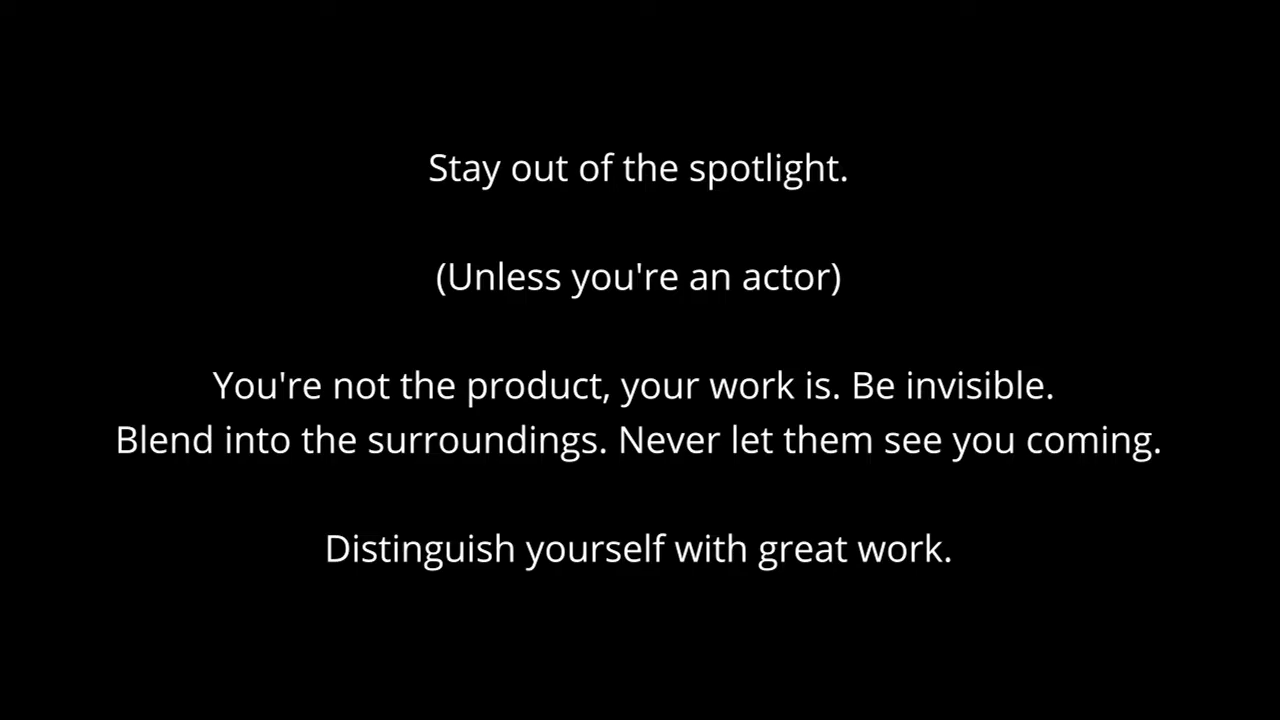 Stay out of the spotlight.
(Unless you're an actor)
You're not the product, your work is. Be invisible.
Blend into the surroundings. Never let them see you coming.
Distinguish yourself with great work.